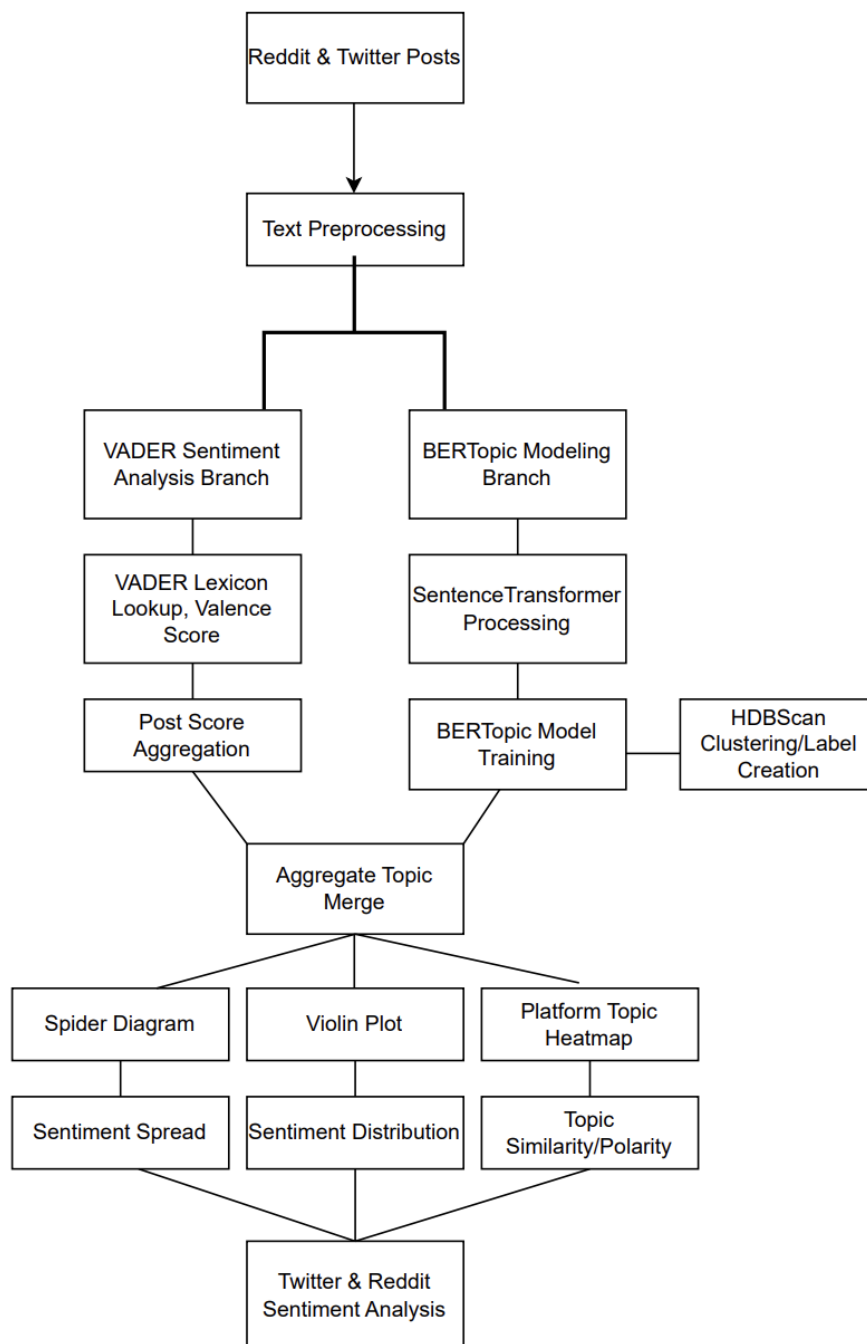 Reddit & Twitter Posts
Text Preprocessing
VADER Sentiment
Analysis Branch
BERTopic Modeling
Branch
VADER Lexicon
Lookup, Valence
Score
SentenceTransformer
Processing
Post Score
Aggregation
BERTopic Model
Training
HDBScan
Clustering/Label
Creation
Aggregate Topic
Merge
Spider Diagram
Violin Plot
Platform Topic
Heatmap
Sentiment Spread
Sentiment Distribution
Topic
Similarity/Polarity
Twitter & Reddit
Sentiment Analysis